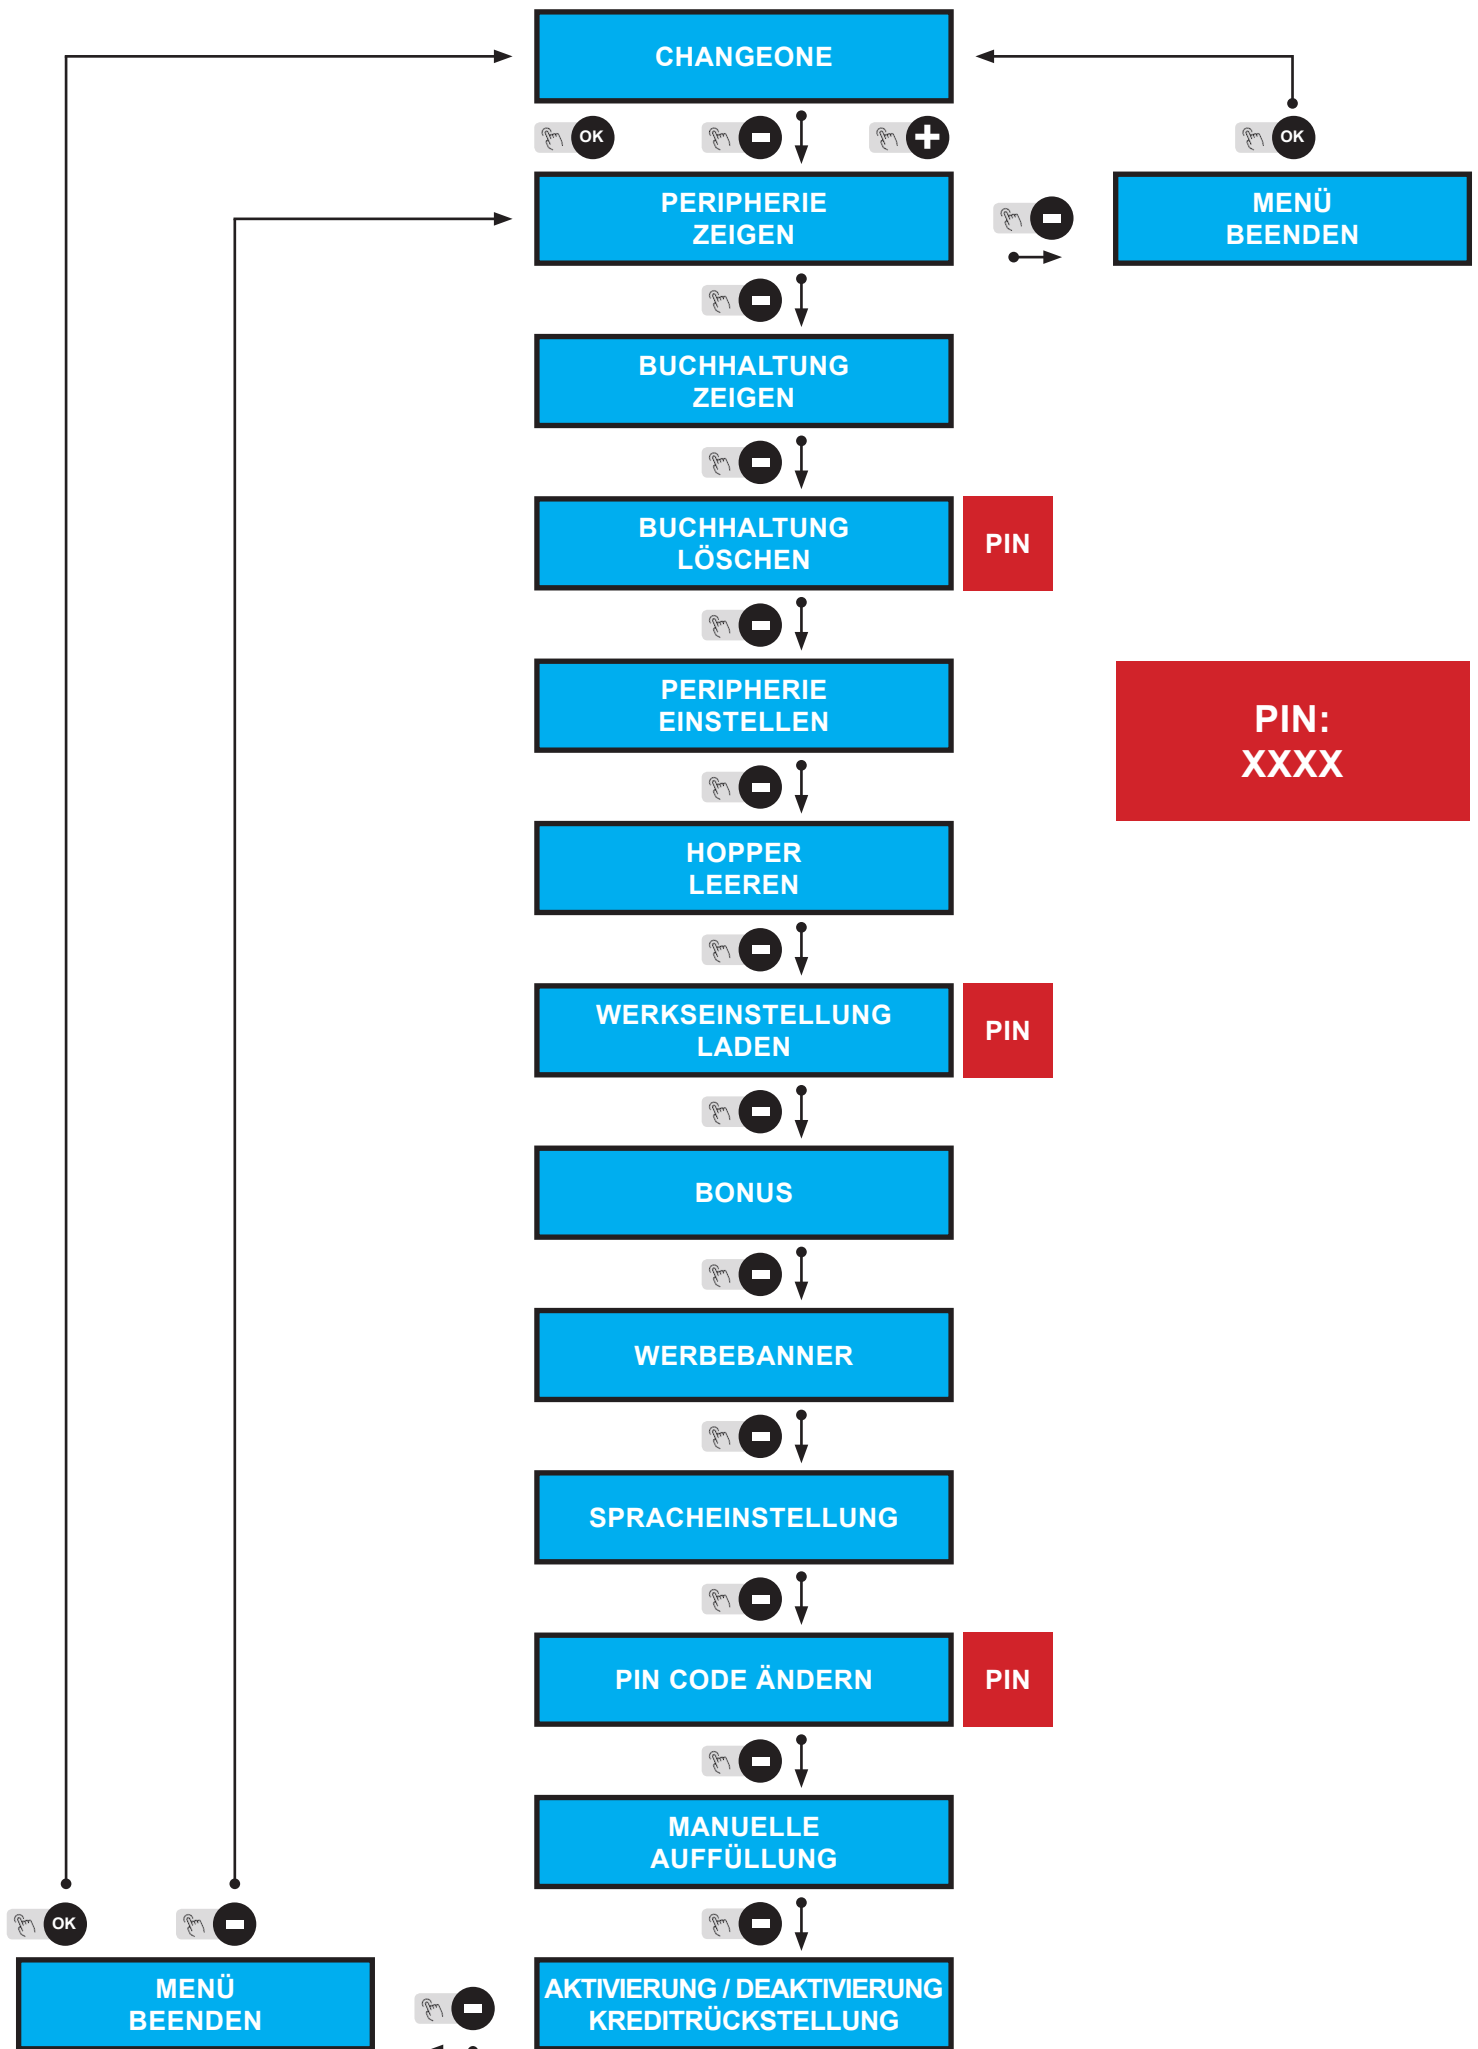 CHANGEONE
OK
OK
PERIPHERIE
ZEIGEN
MENÜ
BEENDEN
BUCHHALTUNG
ZEIGEN
BUCHHALTUNG
LÖSCHEN
PIN
PERIPHERIE
EINSTELLEN
PIN:
XXXX
HOPPER
LEEREN
WERKSEINSTELLUNG
LADEN
PIN
BONUS
WERBEBANNER
SPRACHEINSTELLUNG
PIN CODE ÄNDERN
PIN
MANUELLE
AUFFÜLLUNG
OK
MENÜ
BEENDEN
AKTIVIERUNG / DEAKTIVIERUNG
KREDITRÜCKSTELLUNG